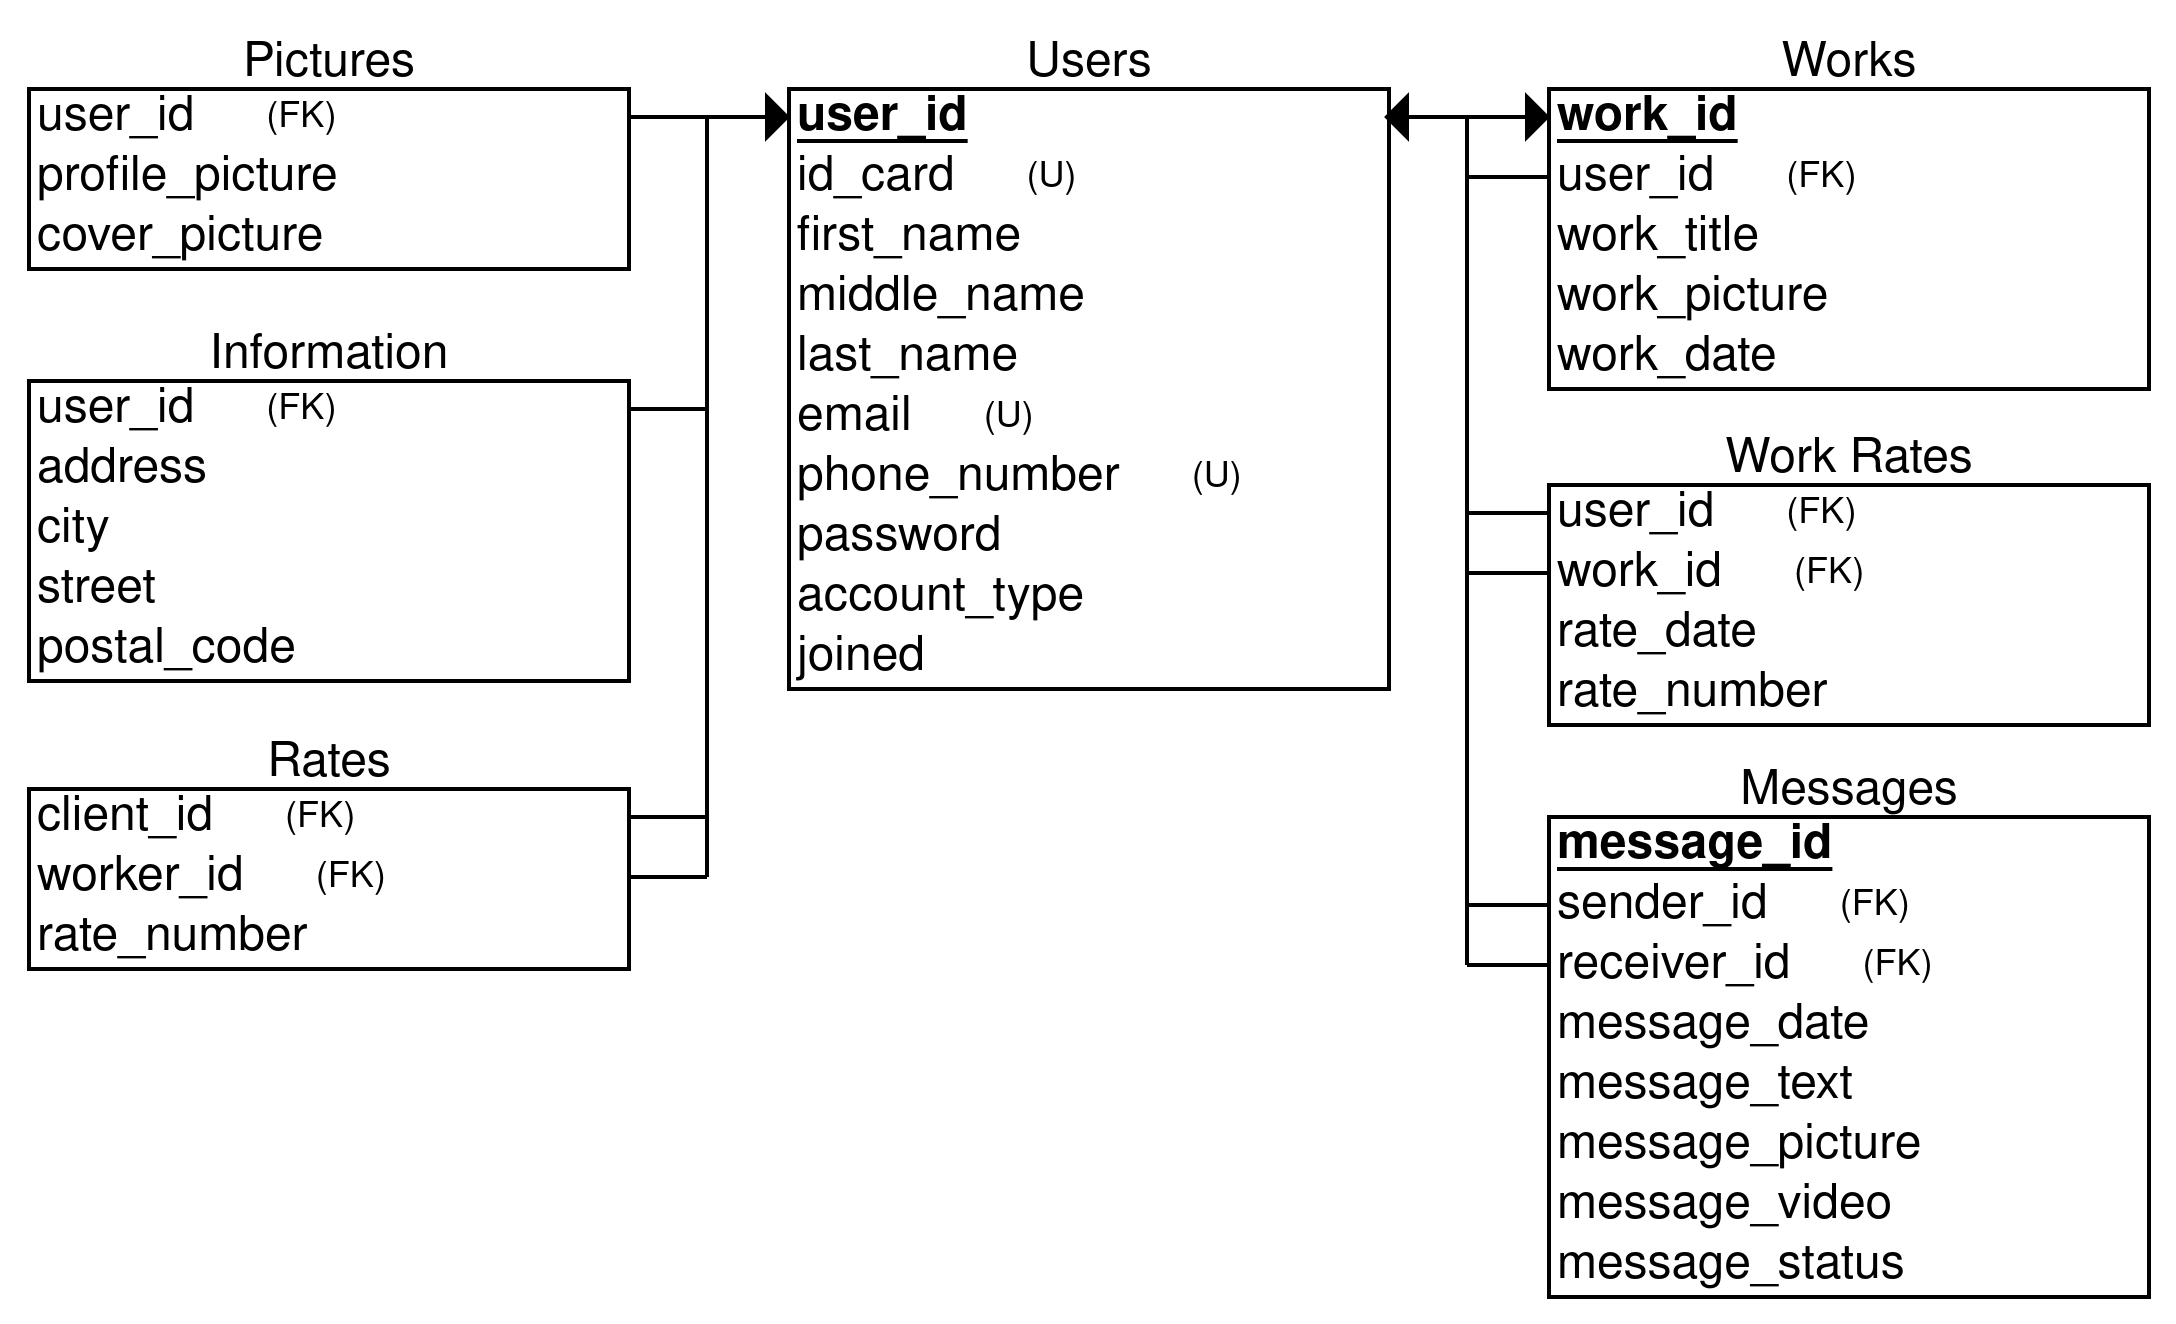 Pictures
user_id (FK)
profile_picture
cover_picture
Information
user_id (FK)
address
city
street
postal_code
Rates
client_id (FK)
worker_id (FK)
rate_number
Users
user_id
id_card (U)
first_name
middle_name
last_name
email (U)
phone_number (U)
password
account_type
joined
Works
work_id
user_id (FK)
work_title
work_picture
work_date
Work Rates
user_id (FK)
work_id (FK)
rate_date
rate_number
Messages
message_id
sender_id (FK)
receiver_id (FK)
message_date
message_text
message_picture
message_video
message_status